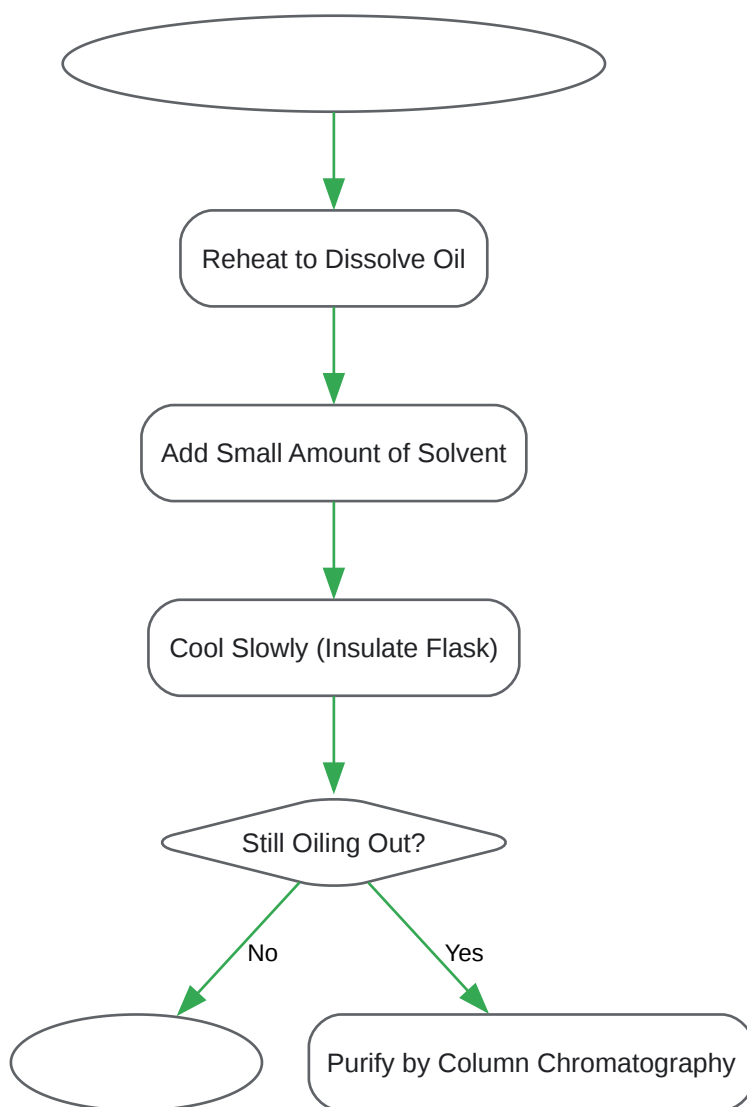 Reheat to Dissolve Oil
Add Small Amount of Solvent
Cool Slowly (Insulate Flask)
Still Oiling Out?
No
Yes
Purify by Column Chromatography